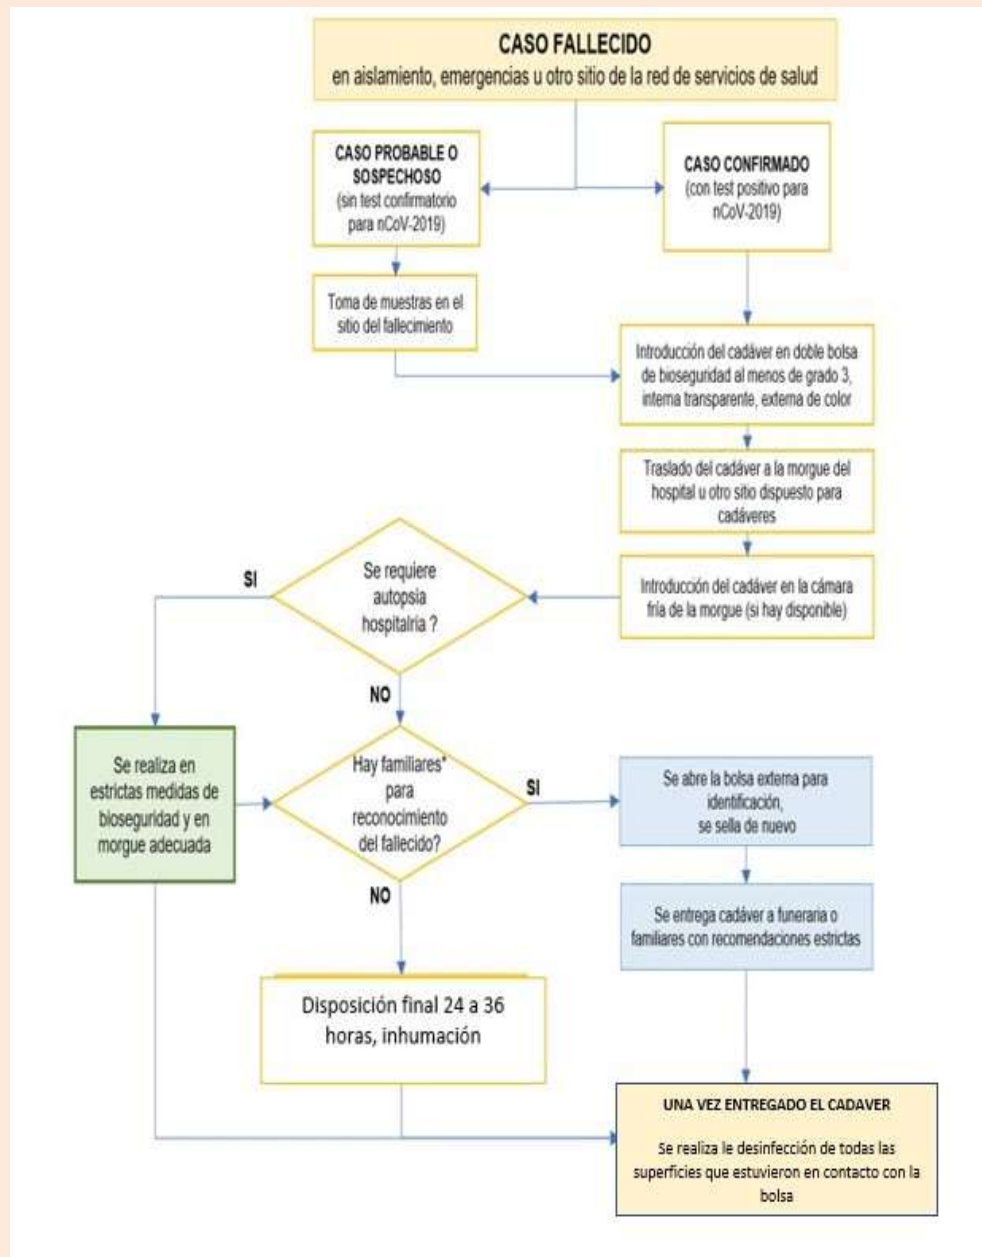 CASO FALLECIDO
en aislamiento, emergencias u otro sitio de la red de servicios de salud
CASO PROBABLE O
SOSPECHOSO
(sin test confirmatorio
para nCoV-2019)
CASO CONFIRMADO
(con test positivo para
nCoV-2019)
Toma de muestras en el
sitio del fallecimiento
Introducción del cadáver en doble bolsa
de bioseguridad al menos de grado 3,
interna transparente, externa de color
Traslado del cadáver a la morgue del
hospital u otro sitio dispuesto para
cadáveres
Introducción del cadáver en la cámara
fría de la morgue (si hay disponible)
Se requiere
autopsia
hospitalria ?
SI
NO
Se realiza en
estrictas medidas de
bioseguridad y en
morgue adecuada
Hay familiares*
para
reconocimiento
del fallecido?
SI
NO
Se abre la bolsa externa para
identificación,
se sella de nuevo
Se entrega cadáver a funeraria o
familiares con recomendaciones estrictas
Disposición final 24 a 36
horas, inhumación
UNA VEZ ENTREGADO EL CADAVER
Se realiza le desinfección de todas las
superficies que estuvieron en contacto con la
bolsa